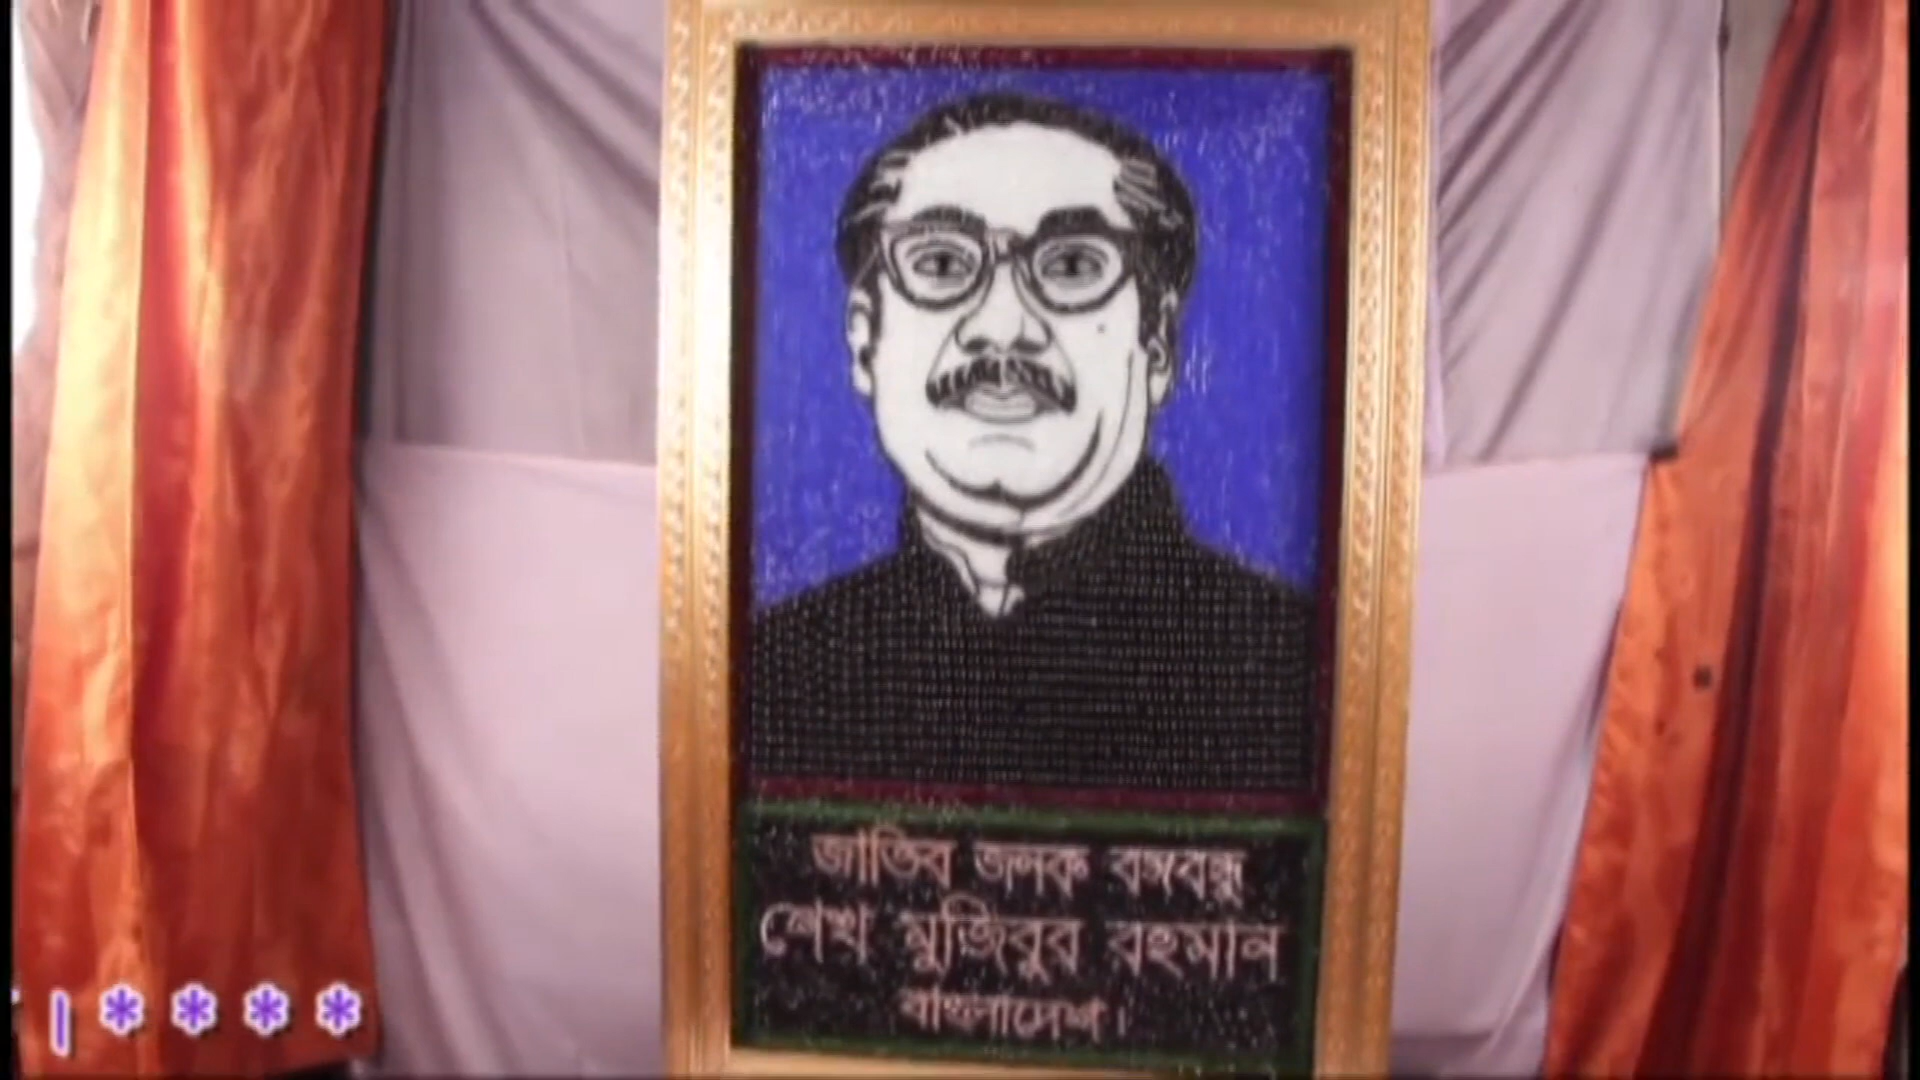 জাতির জনক বঙ্গবন্ধু
শেখ মুজিবুর রহমান
বাংলাদেশ।
। * * * *